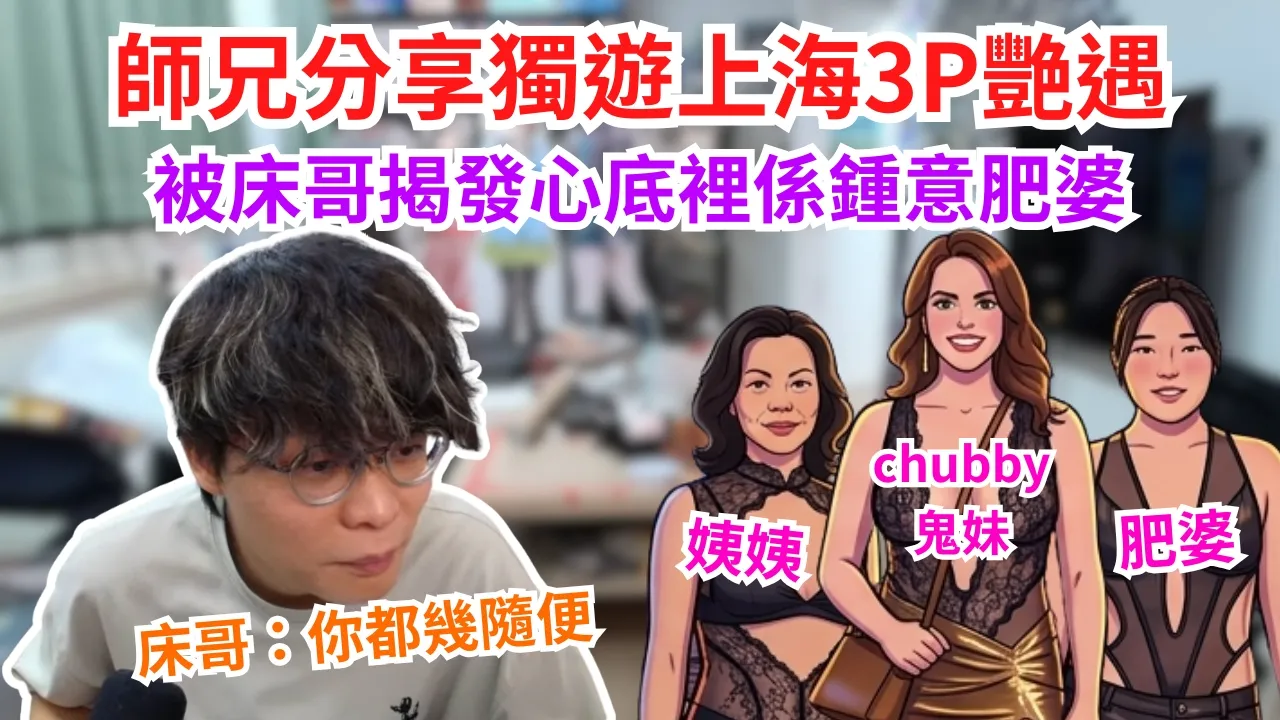 師兄分享獨遊上海3P艷遇
被床哥揭發心底裡係鍾意肥婆
chubby
鬼妹
姨姨
肥婆
床哥：你都幾隨便